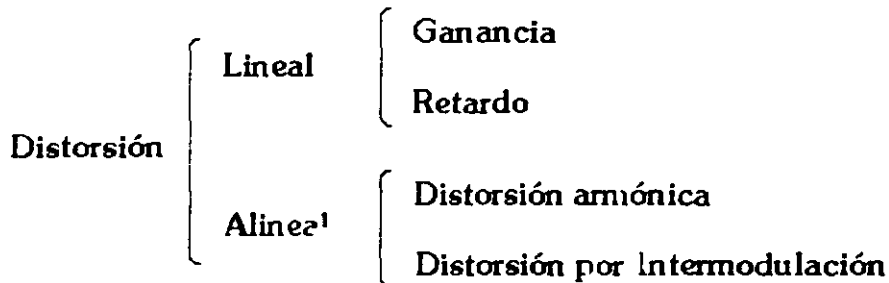 Ganancia
Lineal
Retardo
Distorsión
Distorsión armónica
Alineal
Distorsión por Intermodulación